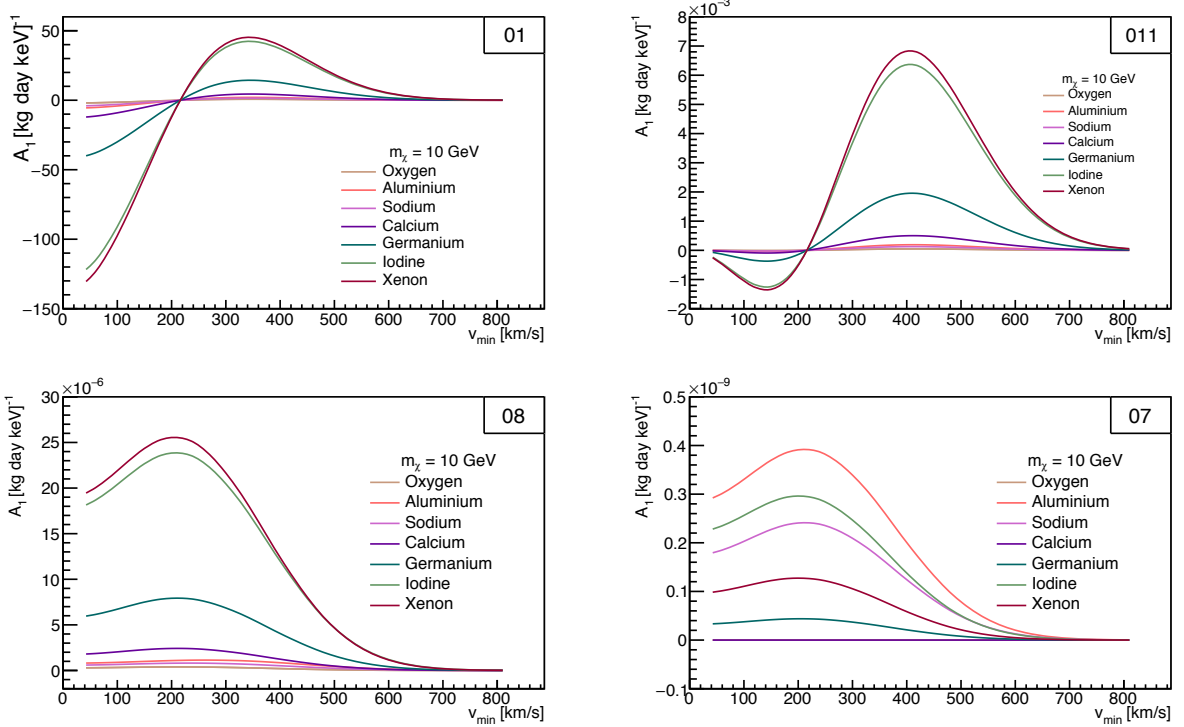 A₁ [kg day keV]⁻¹
01
50
0
−50
−100
−150
mχ = 10 GeV
Oxygen
Aluminium
Sodium
Calcium
Germanium
Iodine
Xenon
0 100 200 300 400 500 600 700 800
vmin [km/s]
×10⁻³
A₁ [kg day keV]⁻¹
011
8
7
6
5
4
3
2
1
0
−1
−2
mχ = 10 GeV
Oxygen
Aluminium
Sodium
Calcium
Germanium
Iodine
Xenon
0 100 200 300 400 500 600 700 800
vmin [km/s]
×10⁻⁶
A₁ [kg day keV]⁻¹
08
30
25
20
15
10
5
0
mχ = 10 GeV
Oxygen
Aluminium
Sodium
Calcium
Germanium
Iodine
Xenon
0 100 200 300 400 500 600 700 800
vmin [km/s]
×10⁻⁹
A₁ [kg day keV]⁻¹
07
0.5
0.4
0.3
0.2
0.1
0
−0.1
mχ = 10 GeV
Oxygen
Aluminium
Sodium
Calcium
Germanium
Iodine
Xenon
0 100 200 300 400 500 600 700 800
vmin [km/s]